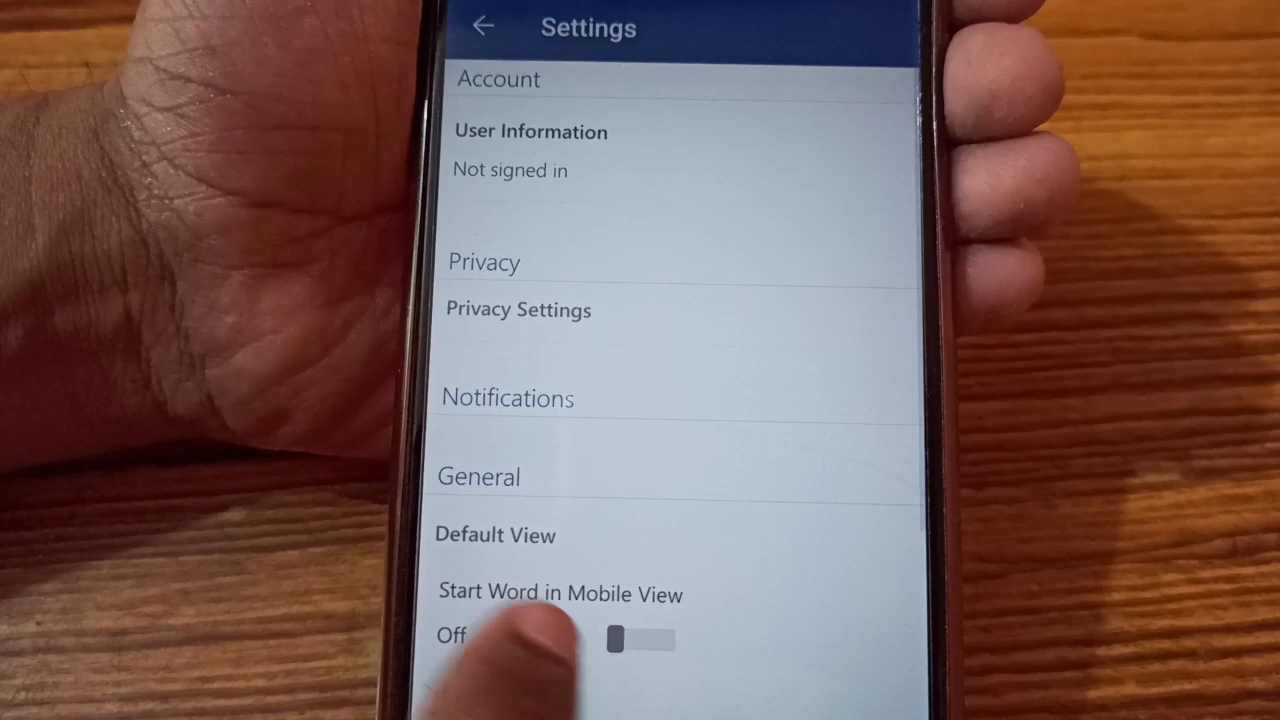 Settings
Account
User Information
Not signed in
Privacy
Privacy Settings
Notifications
General
Default View
Start Word in Mobile View
Off